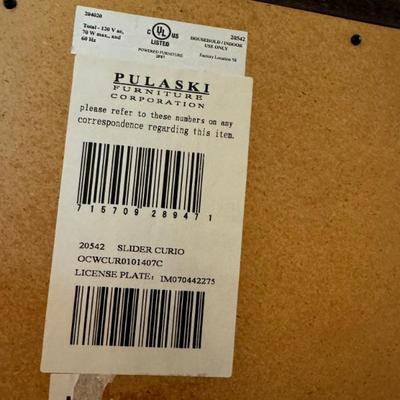 204020
Total - 120 V ac,
70 W max., and
60 Hz
C UL US
LISTED
POWERED FURNITURE
20542
HOUSEHOLD / INDOOR
USE ONLY
Factory Location 58
PULASKI
FURNITURE
CORPORATION
please refer to these numbers on any
correspondence regarding this item.
7 15709 28947 1
20542 SLIDER CURIO
OCWCUR0101407C
LICENSE PLATE: IM070442275